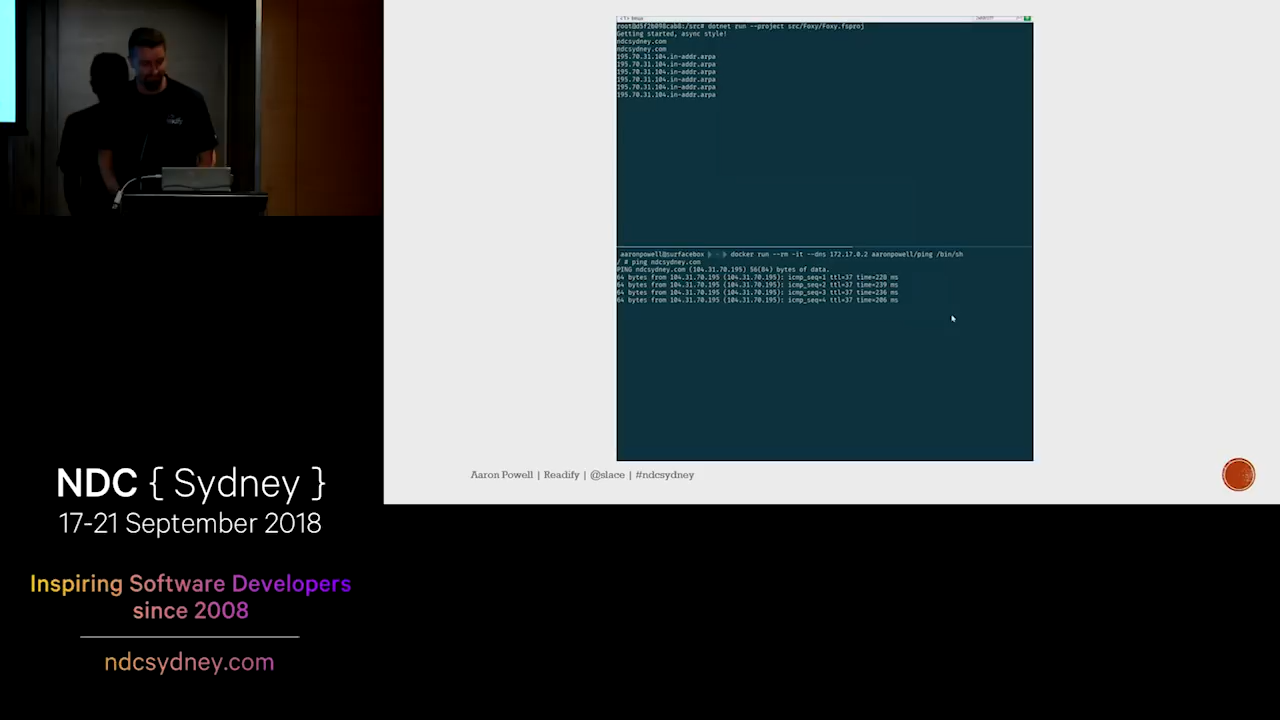 root@d5f2b098cab8:/src# dotnet run --project src/Foxy/Foxy.fsproj
Getting started, async style!
ndcsydney.com
ndcsydney.com
195.70.31.104.in-addr.arpa
195.70.31.104.in-addr.arpa
195.70.31.104.in-addr.arpa
195.70.31.104.in-addr.arpa
195.70.31.104.in-addr.arpa
195.70.31.104.in-addr.arpa
aaronpowell@surfacebox docker run --rm -it --dns 172.17.0.2 aaronpowell/ping /bin/sh
/ # ping ndcsydney.com
PING ndcsydney.com (104.31.70.195) 56(84) bytes of data.
64 bytes from 104.31.70.195 (104.31.70.195): icmp_seq=1 ttl=37 time=220 ms
64 bytes from 104.31.70.195 (104.31.70.195): icmp_seq=2 ttl=37 time=239 ms
64 bytes from 104.31.70.195 (104.31.70.195): icmp_seq=3 ttl=37 time=236 ms
64 bytes from 104.31.70.195 (104.31.70.195): icmp_seq=4 ttl=37 time=206 ms
Aaron Powell | Readify | @slace | #ndcsydney
NDC { Sydney }
17-21 September 2018
Inspiring Software Developers
since 2008
ndcsydney.com